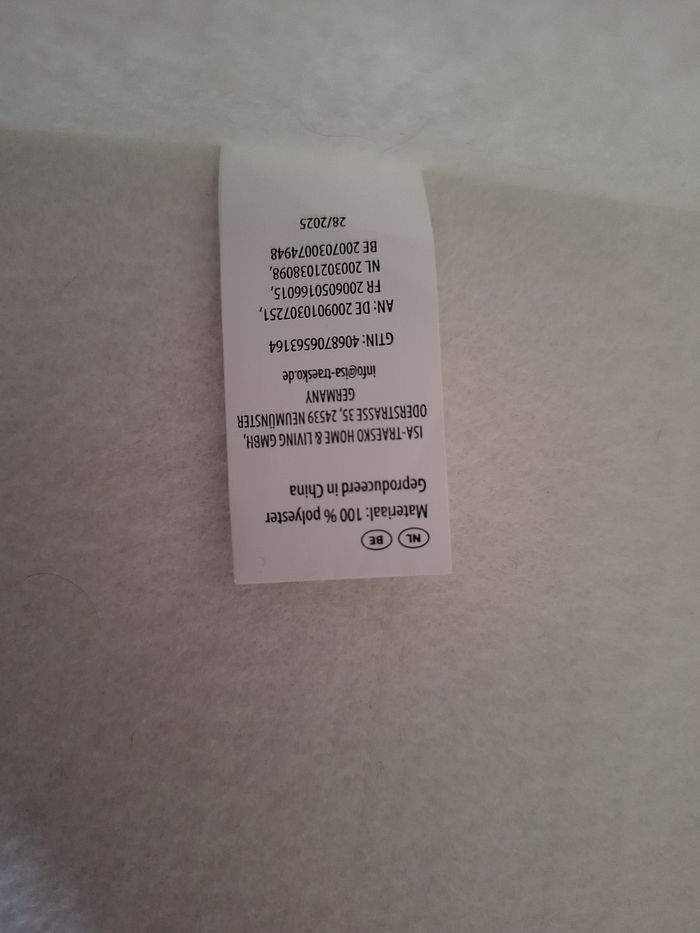 NL BE
Materiaal: 100 % polyester
Geproduceerd in China
ISA-TRAESKO HOME & LIVING GMBH,
ODERSTRASSE 35, 24539 NEUMÜNSTER
GERMANY
info@isa-traesko.de
GTIN: 4068706563164
AN: DE 2009010307251,
FR 2006050166015,
NL 2003021038098,
BE 2007030074948
28/2025